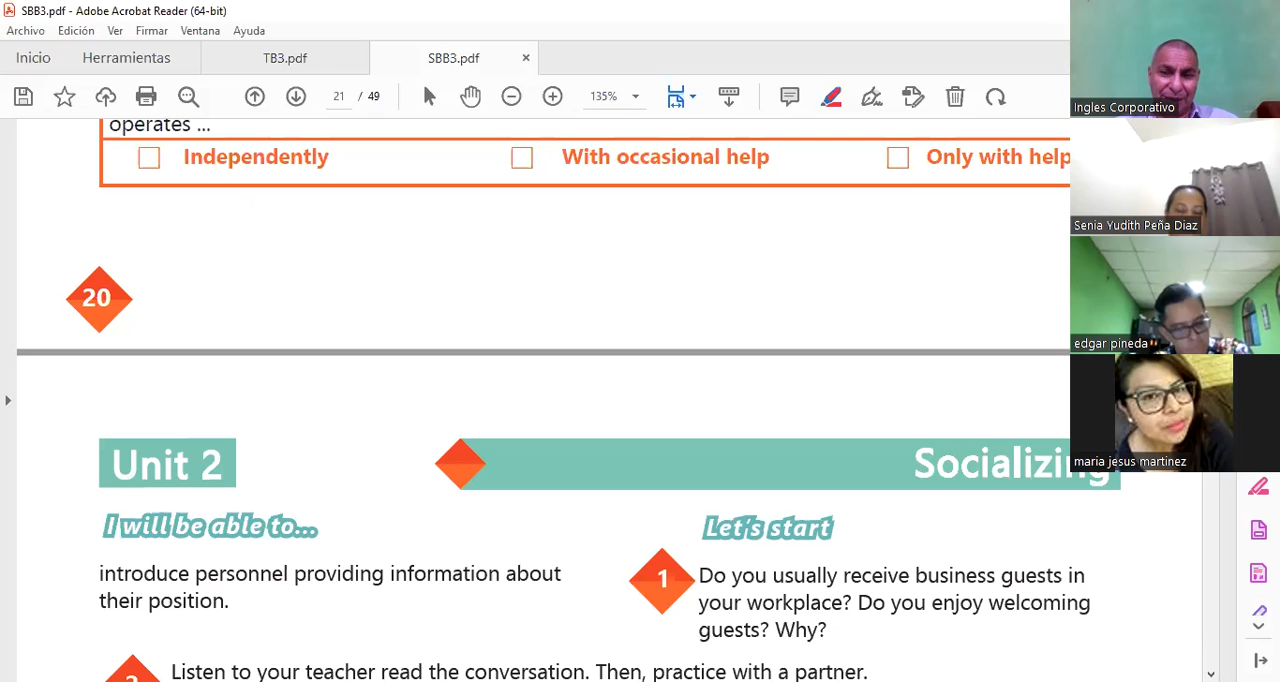 SBB3.pdf - Adobe Acrobat Reader (64-bit)
Archivo Edición Ver Firmar Ventana Ayuda
Inicio Herramientas TB3.pdf SBB3.pdf ×
21 / 49 135%
operates ...
Independently With occasional help Only with help
20
Unit 2 Socializing
I will be able to...
introduce personnel providing information about
their position.
Let's start
1 Do you usually receive business guests in
your workplace? Do you enjoy welcoming
guests? Why?
2 Listen to your teacher read the conversation. Then, practice with a partner.
Ingles Corporativo
Senia Yudith Peña Diaz
edgar pineda
maria jesus martinez